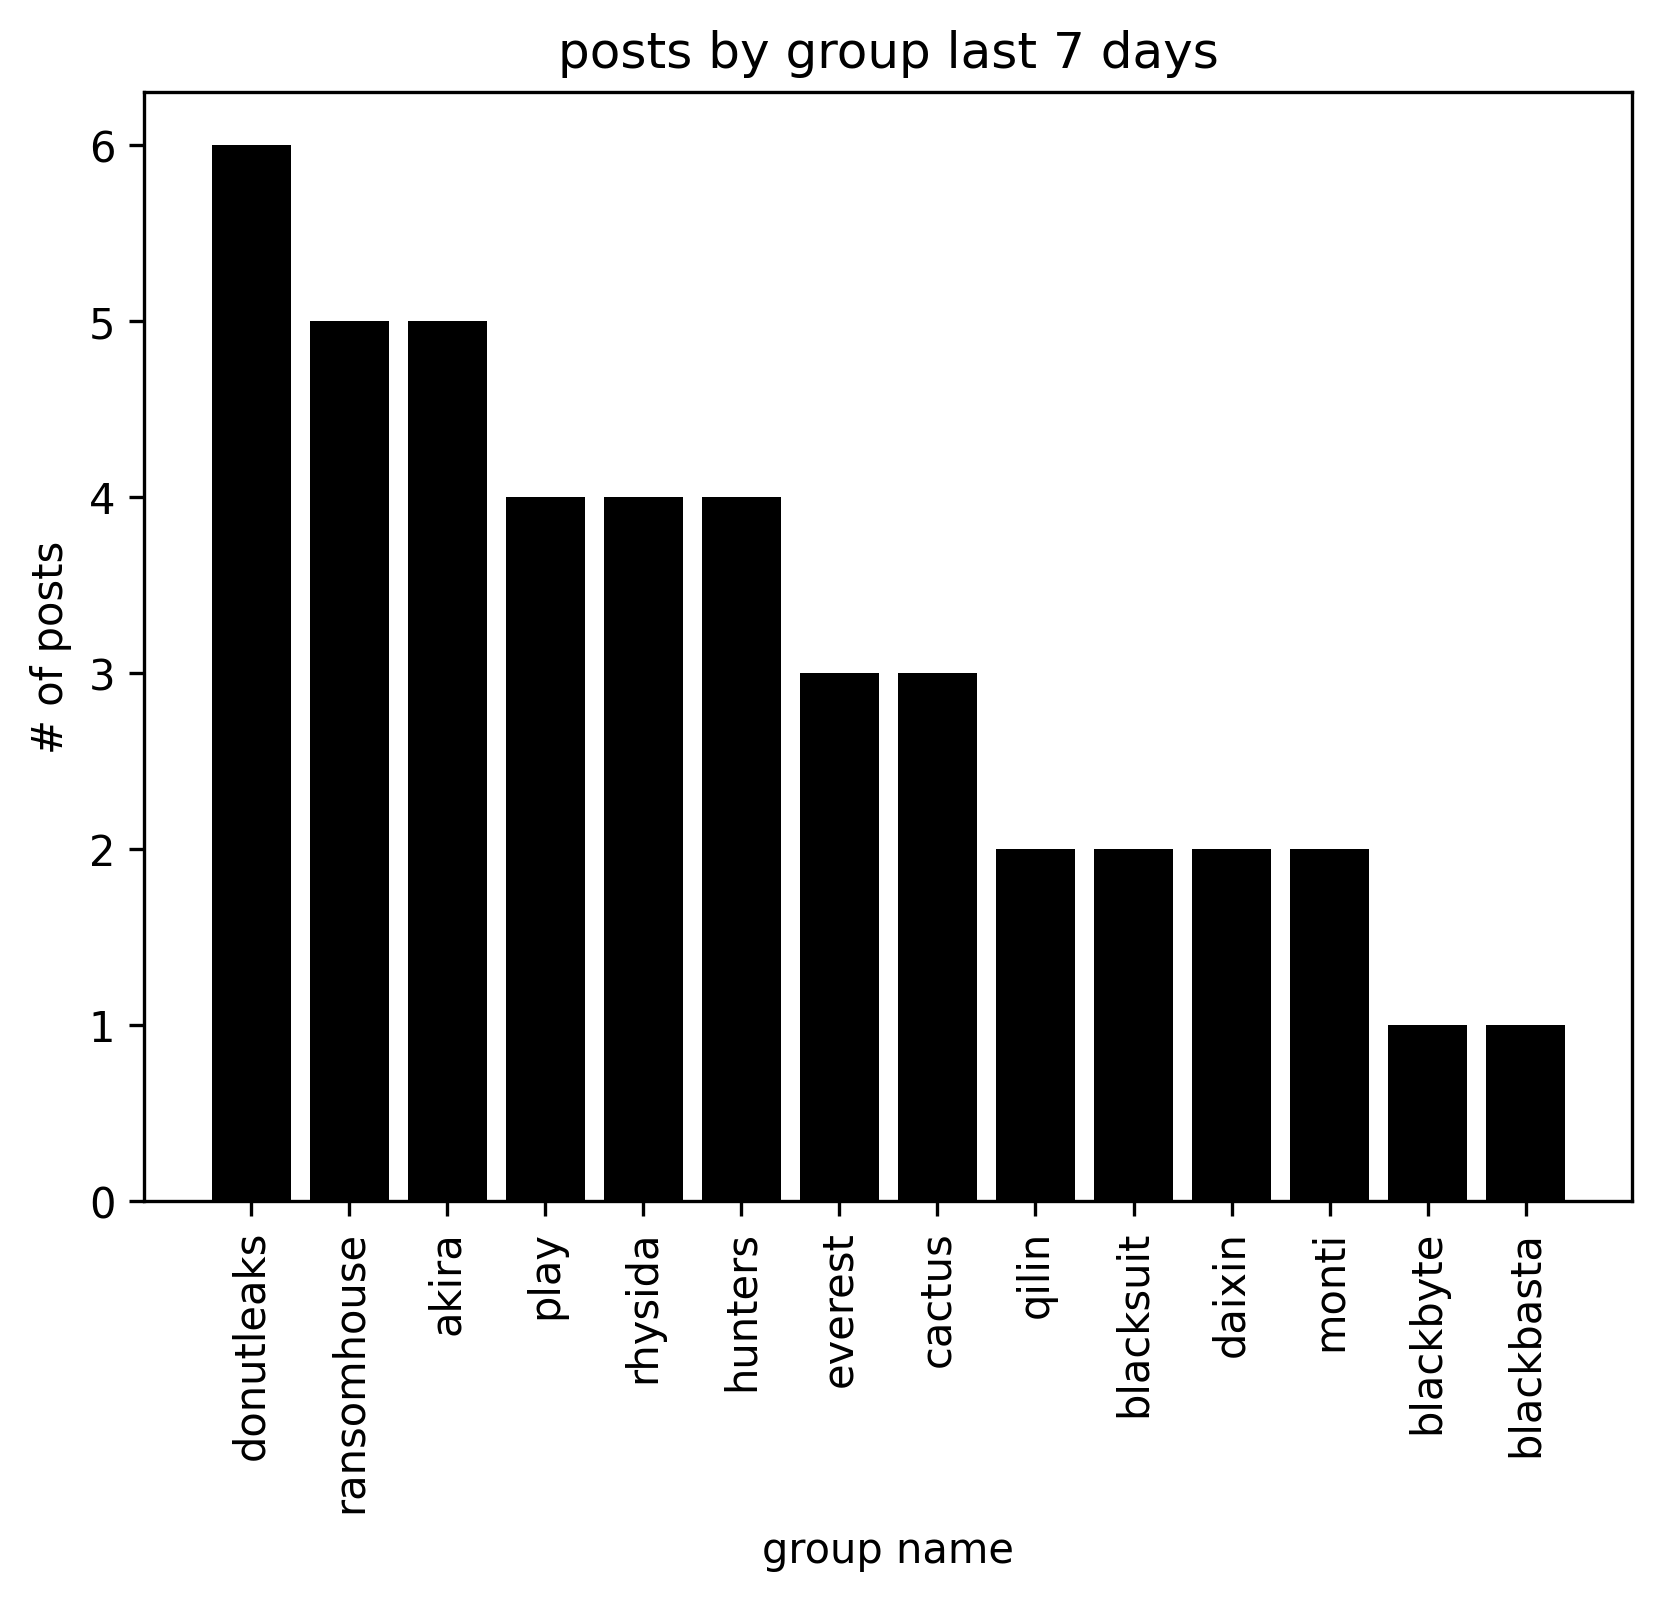 posts by group last 7 days
# of posts
6
5
4
3
2
1
0
donutleaks
ransomhouse
akira
play
rhysida
hunters
everest
cactus
qilin
blacksuit
daixin
monti
blackbyte
blackbasta
group name